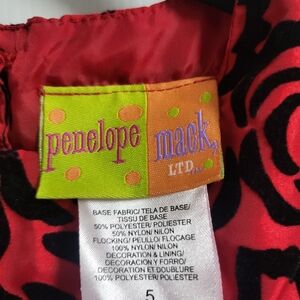 penelope mack
LTD.
BASE FABRIC/TELA DE BASE/
TISSU DE BASE
50% POLYESTER/POLIESTER
50% NYLON/NILON
FLOCKING/PELILLO/FLOCAGE
100% NYLON/NILON
DECORATION & LINING/
DECORACION Y FORRO/
DECORATION ET DOUBLURE
100% POLYESTER/POLIESTER
5